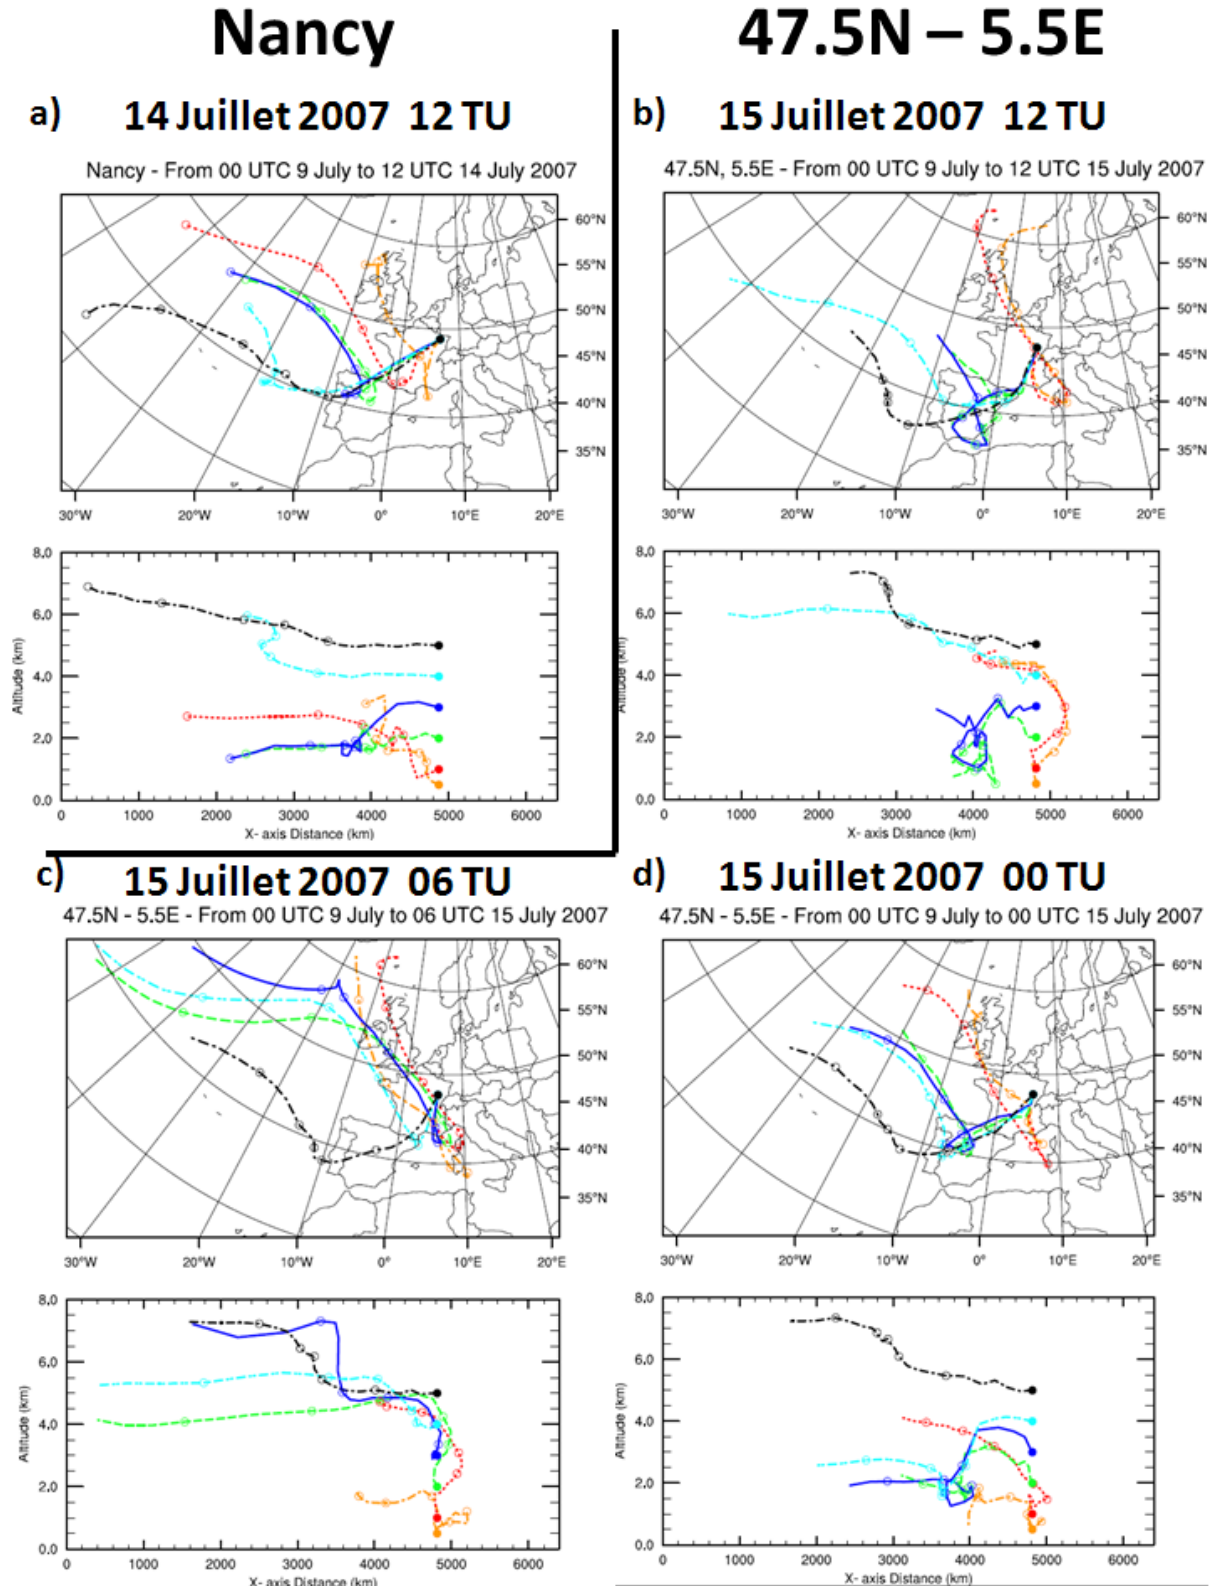 Nancy
47.5N – 5.5E
a) 14 Juillet 2007 12 TU
Nancy - From 00 UTC 9 July to 12 UTC 14 July 2007
60°N
55°N
50°N
45°N
40°N
35°N
30°W 20°W 10°W 0° 10°E 20°E
8.0
6.0
4.0
2.0
0.0
Altitude (km)
0 1000 2000 3000 4000 5000 6000
X- axis Distance (km)
b) 15 Juillet 2007 12 TU
47.5N, 5.5E - From 00 UTC 9 July to 12 UTC 15 July 2007
60°N
55°N
50°N
45°N
40°N
35°N
30°W 20°W 10°W 0° 10°E 20°E
8.0
6.0
4.0
2.0
0.0
Altitude (km)
0 1000 2000 3000 4000 5000 6000
X- axis Distance (km)
c) 15 Juillet 2007 06 TU
47.5N - 5.5E - From 00 UTC 9 July to 06 UTC 15 July 2007
60°N
55°N
50°N
45°N
40°N
35°N
30°W 20°W 10°W 0° 10°E 20°E
8.0
6.0
4.0
2.0
0.0
Altitude (km)
0 1000 2000 3000 4000 5000 6000
X- axis Distance (km)
d) 15 Juillet 2007 00 TU
47.5N - 5.5E - From 00 UTC 9 July to 00 UTC 15 July 2007
60°N
55°N
50°N
45°N
40°N
35°N
30°W 20°W 10°W 0° 10°E 20°E
8.0
6.0
4.0
2.0
0.0
Altitude (km)
0 1000 2000 3000 4000 5000 6000
X- axis Distance (km)